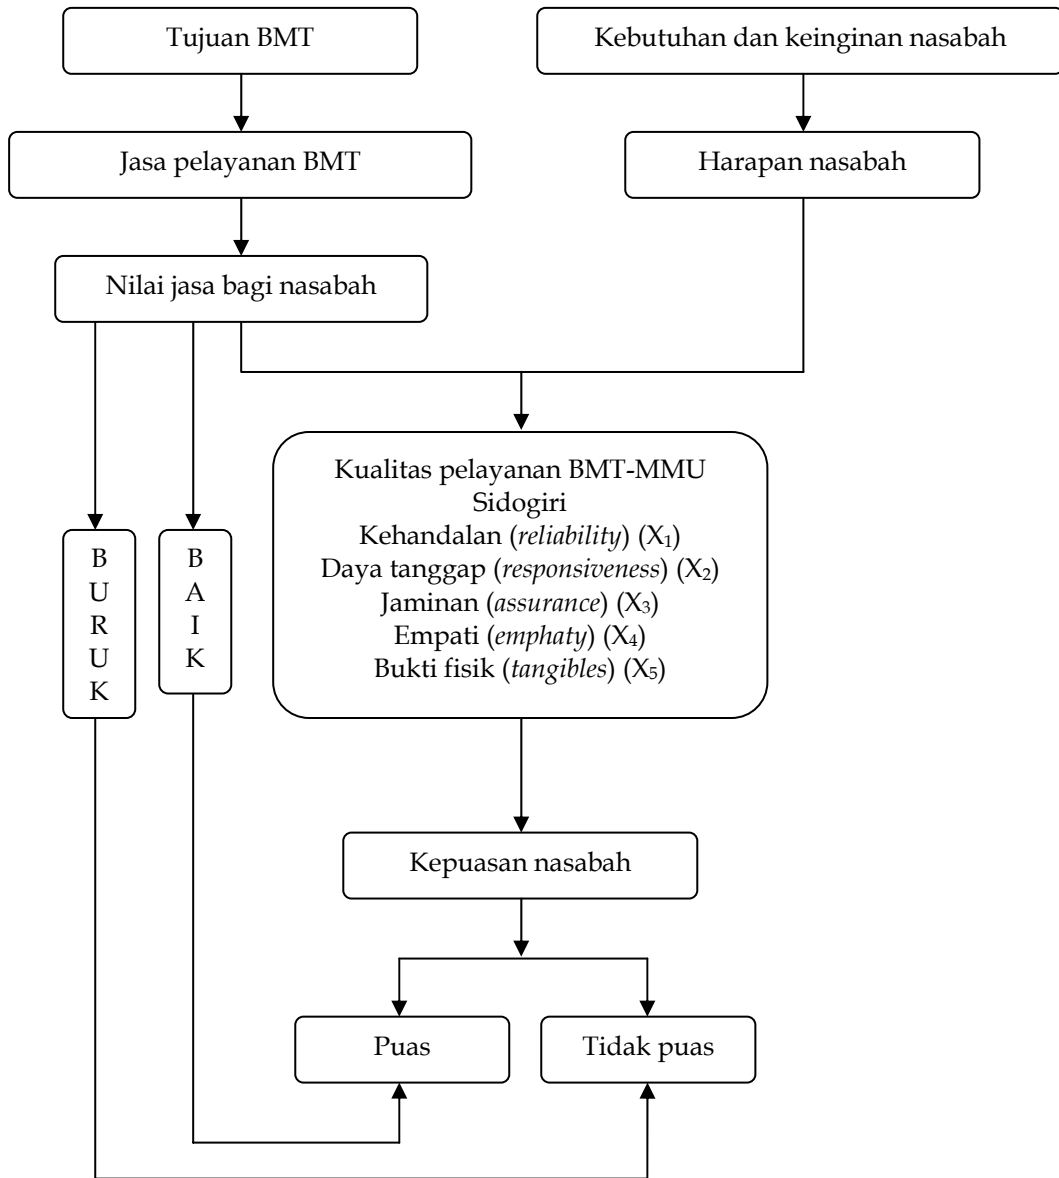 Tujuan BMT
Kebutuhan dan keinginan nasabah
Jasa pelayanan BMT
Harapan nasabah
Nilai jasa bagi nasabah
Kualitas pelayanan BMT-MMU
Sidogiri
Kehandalan (reliability) (X₁)
Daya tanggap (responsiveness) (X₂)
Jaminan (assurance) (X₃)
Empati (emphaty) (X₄)
Bukti fisik (tangibles) (X₅)
B
U
R
U
K
B
A
I
K
Kepuasan nasabah
Puas
Tidak puas